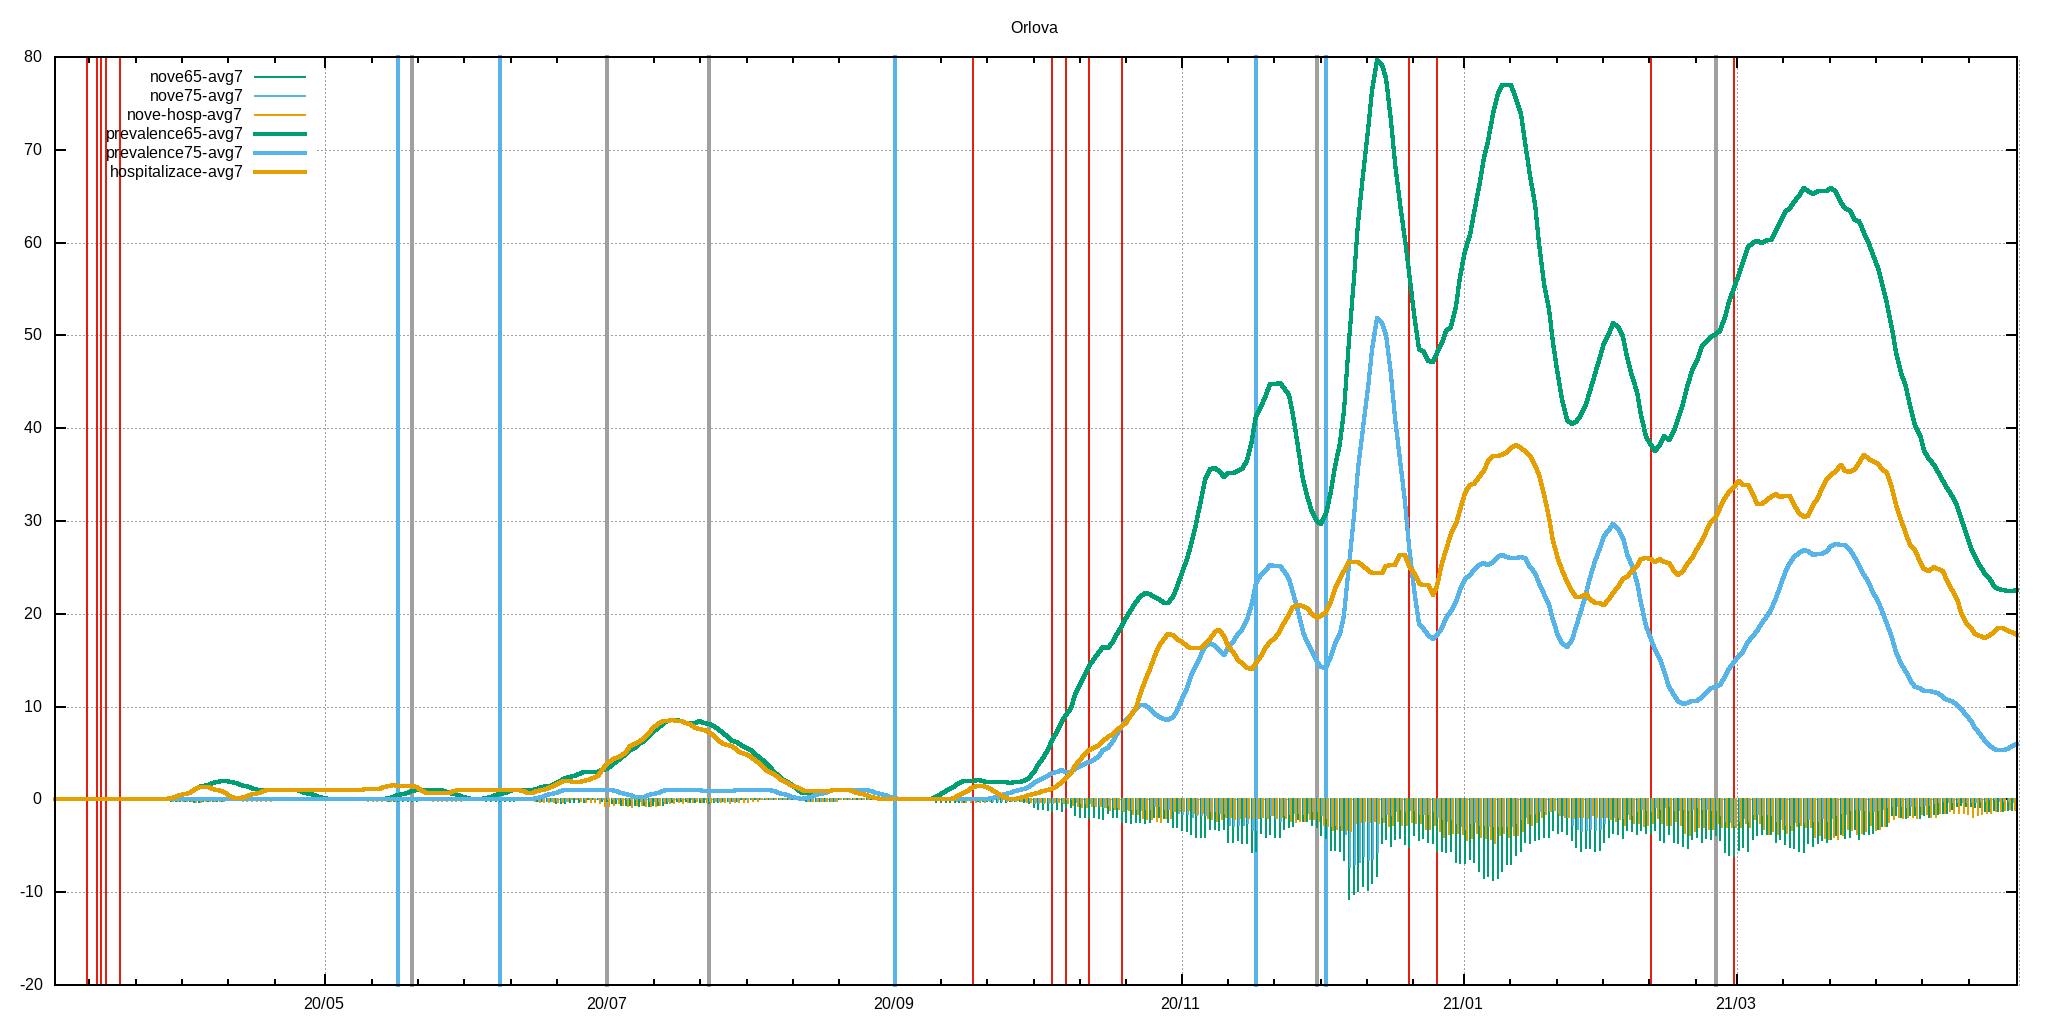 Orlova
80
70
60
50
40
30
20
10
0
-10
-20
nove65-avg7
nove75-avg7
nove-hosp-avg7
prevalence65-avg7
prevalence75-avg7
hospitalizace-avg7
20/05 20/07 20/09 20/11 21/01 21/03